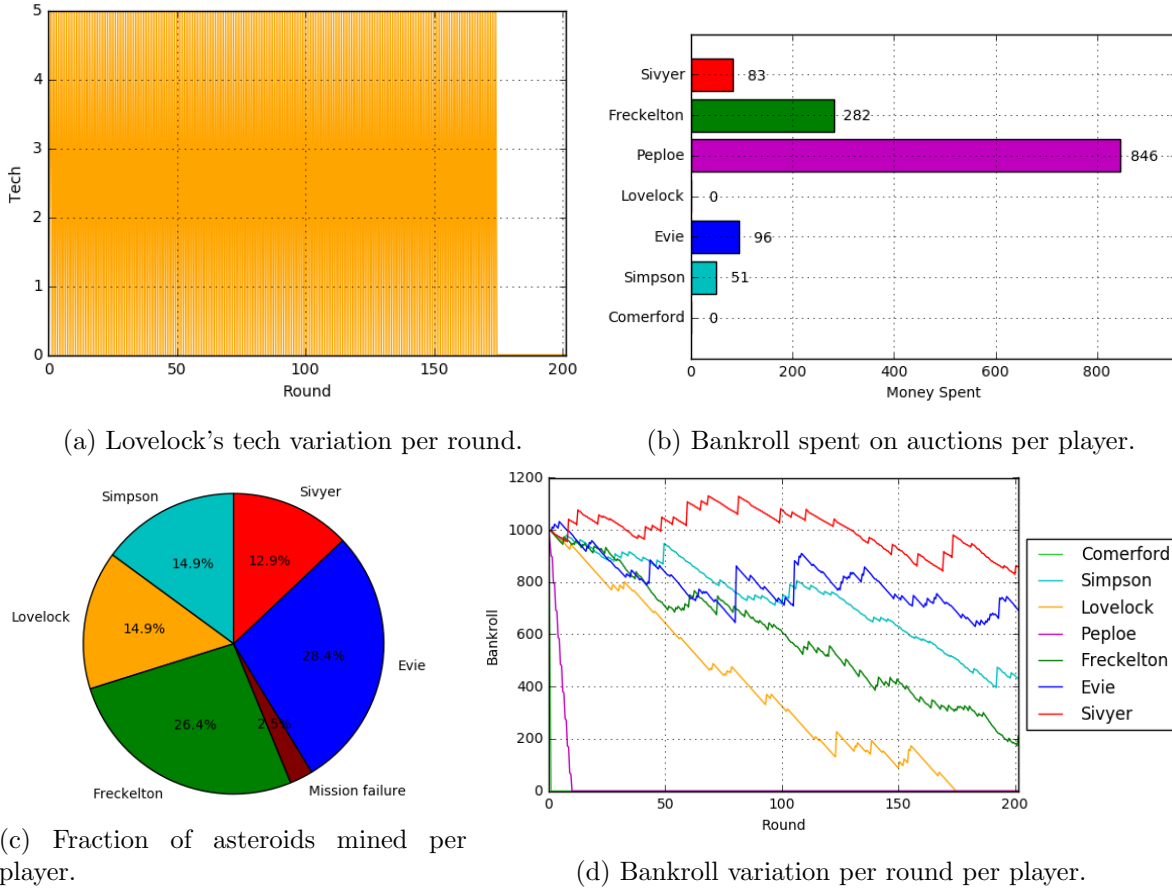 5
4
3
2
1
0
Tech
0 50 100 150 200
Round
(a) Lovelock's tech variation per round.
Sivyer 83
Freckelton 282
Peploe 846
Lovelock 0
Evie 96
Simpson 51
Comerford 0
0 200 400 600 800
Money Spent
(b) Bankroll spent on auctions per player.
Simpson
Sivyer
14.9%
12.9%
Lovelock
14.9%
28.4%
Evie
26.4%
2.5%
Freckelton
Mission failure
(c) Fraction of asteroids mined per
player.
1200
1000
800
600
400
200
0
Bankroll
0 50 100 150 200
Round
Comerford
Simpson
Lovelock
Peploe
Freckelton
Evie
Sivyer
(d) Bankroll variation per round per player.